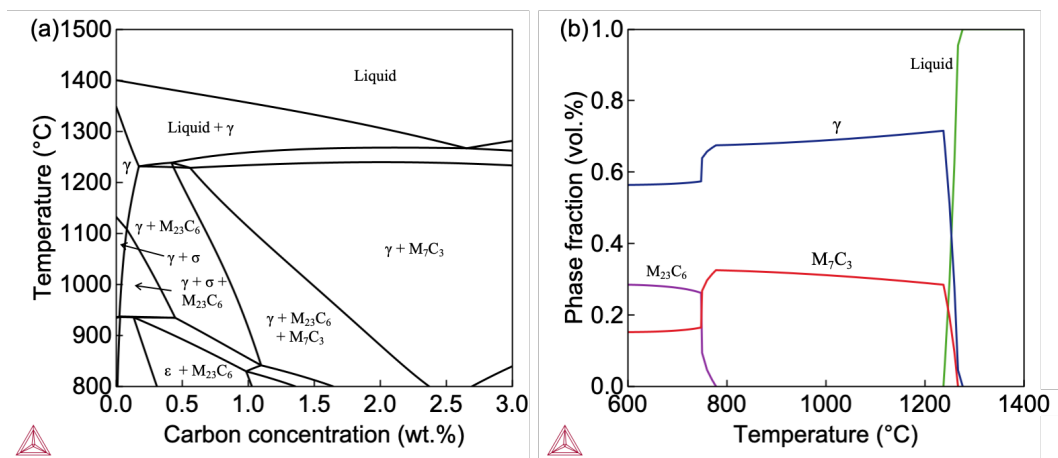 (a)
1500
1400
1300
1200
1100
1000
900
800
Temperature (°C)
Liquid
Liquid + γ
γ
γ + M₂₃C₆
γ + σ
γ + σ +
M₂₃C₆
γ + M₇C₃
γ + M₂₃C₆
+ M₇C₃
ε + M₂₃C₆
0.0 0.5 1.0 1.5 2.0 2.5 3.0
Carbon concentration (wt.%)
(b)
1.0
0.8
0.6
0.4
0.2
0.0
Phase fraction (vol.%)
Liquid
γ
M₂₃C₆
M₇C₃
600 800 1000 1200 1400
Temperature (°C)